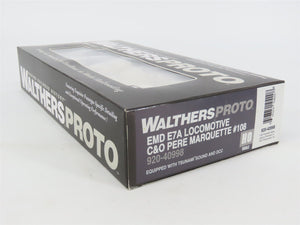 WALTHERSPROTO
WALTHERSPROTO
EMD E7A LOCOMOTIVE
C&O PERE MARQUETTE #108
920-40998
EQUIPPED WITH TSUNAMI SOUND AND DCC
HO
920-40998